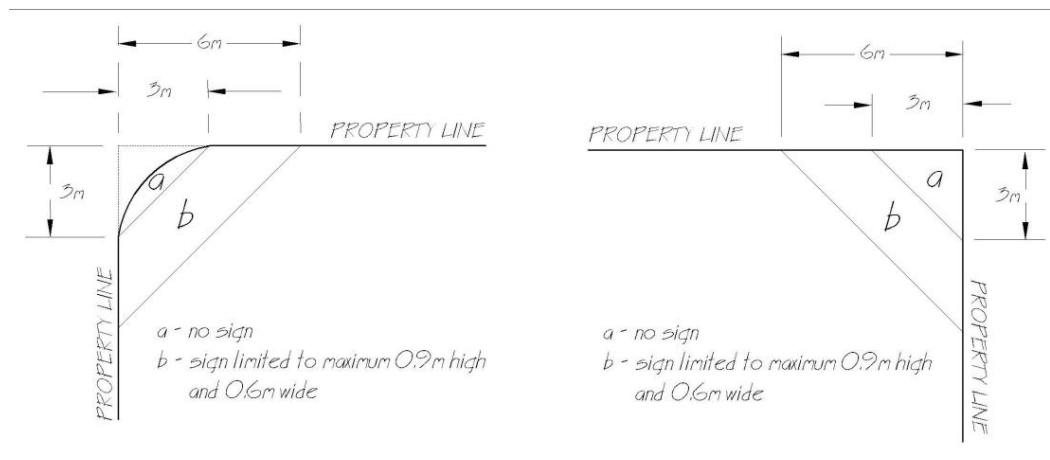 6m
3m
PROPERTY LINE
3m
a
b
PROPERTY LINE
a - no sign
b - sign limited to maximum 0.9m high
and 0.6m wide
6m
3m
PROPERTY LINE
a
3m
b
PROPERTY LINE
a - no sign
b - sign limited to maximum 0.9m high
and 0.6m wide